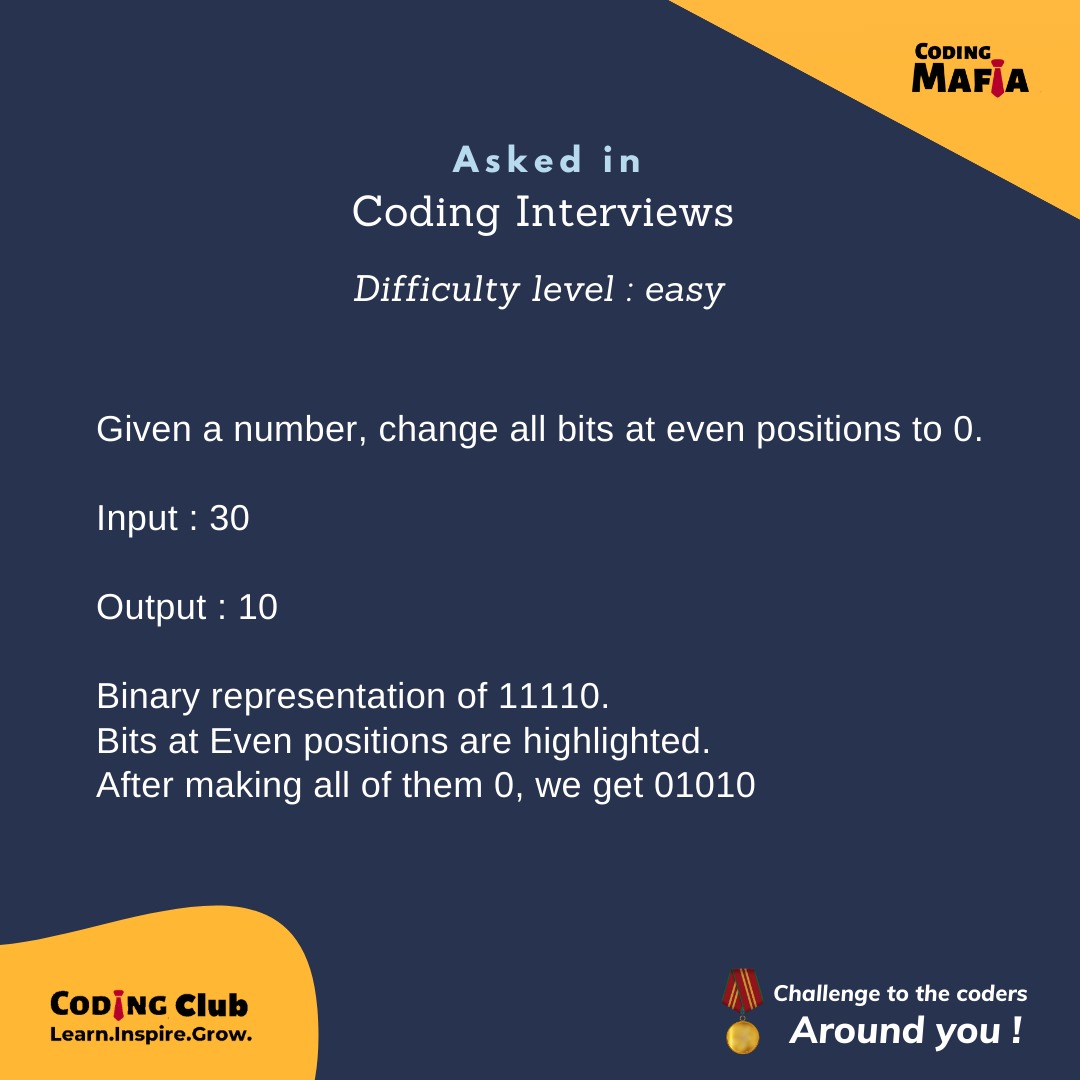 CODING
MAFIA
Asked in
Coding Interviews
Difficulty level : easy
Given a number, change all bits at even positions to 0.
Input : 30
Output : 10
Binary representation of 11110.
Bits at Even positions are highlighted.
After making all of them 0, we get 01010
CODING Club
Learn.Inspire.Grow.
Challenge to the coders
Around you !